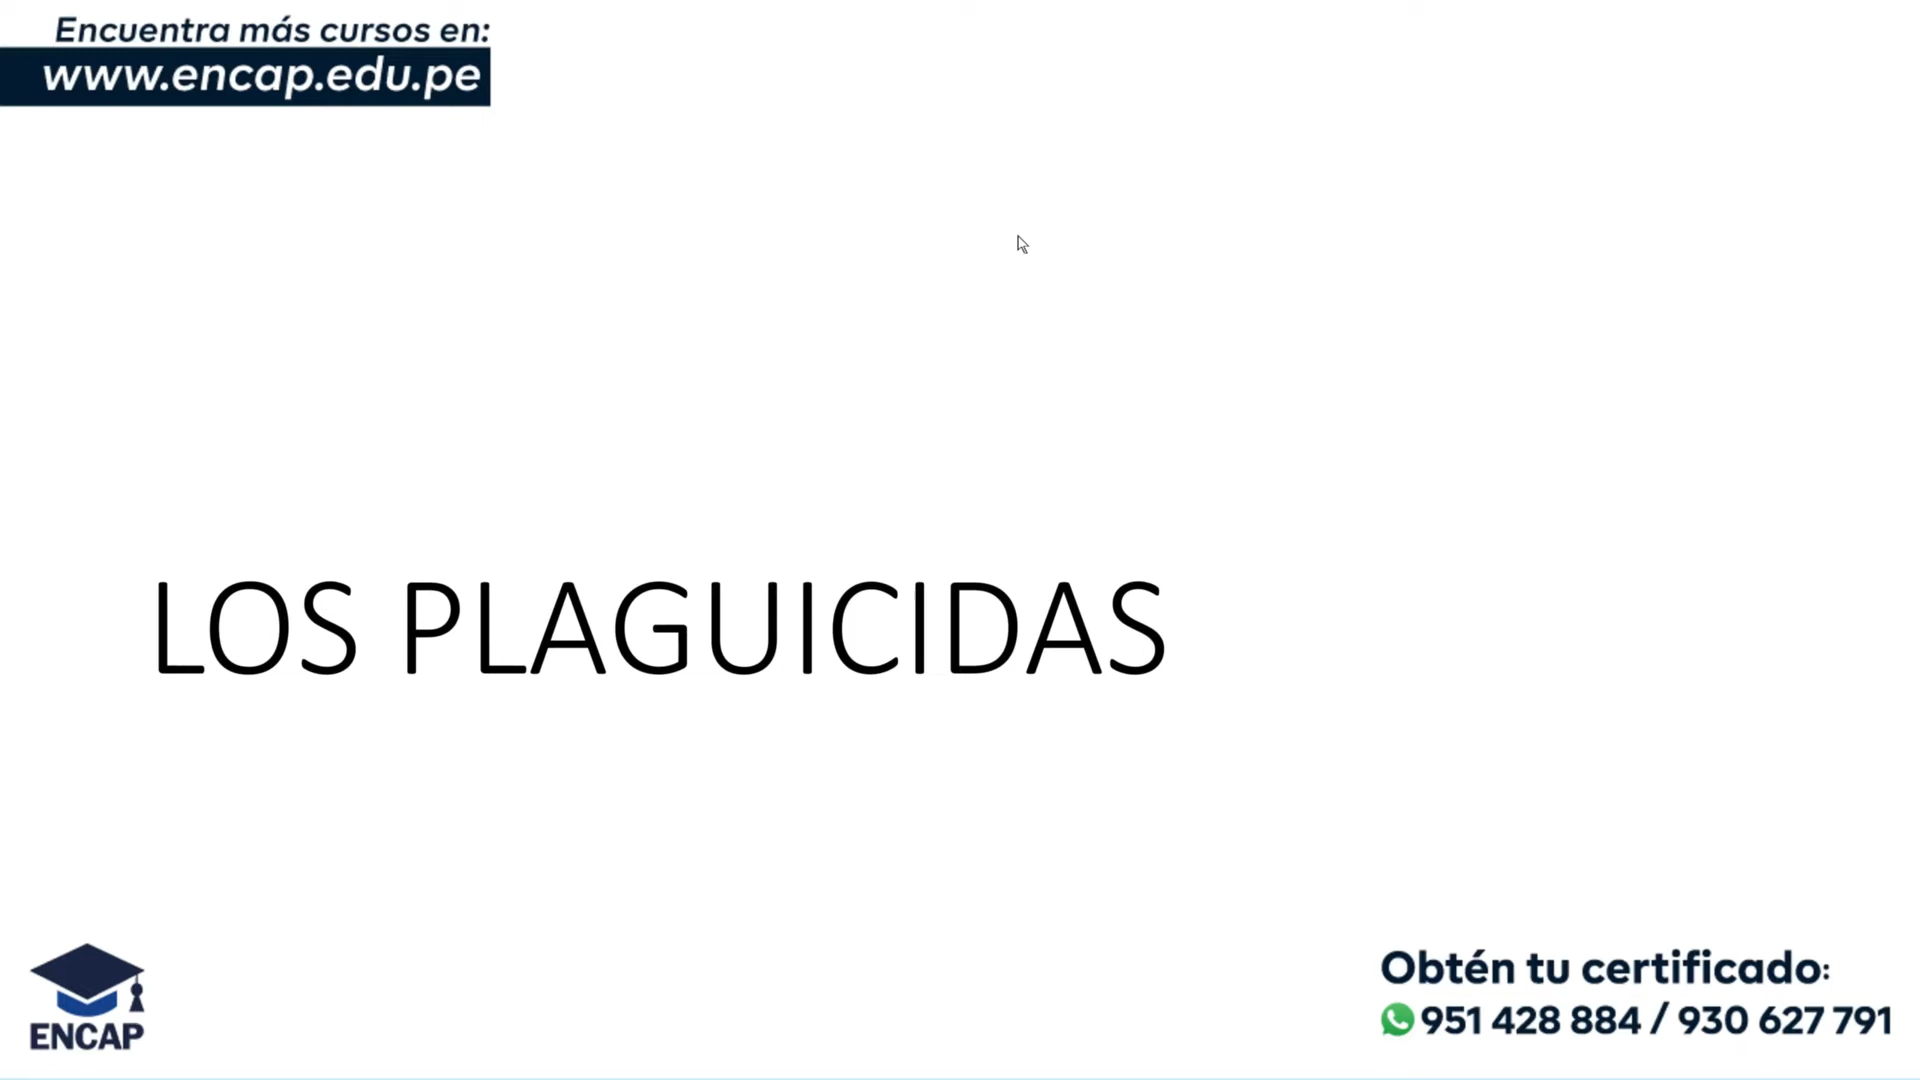 Encuentra más cursos en:
www.encap.edu.pe
LOS PLAGUICIDAS
ENCAP
Obtén tu certificado:
951 428 884 / 930 627 791